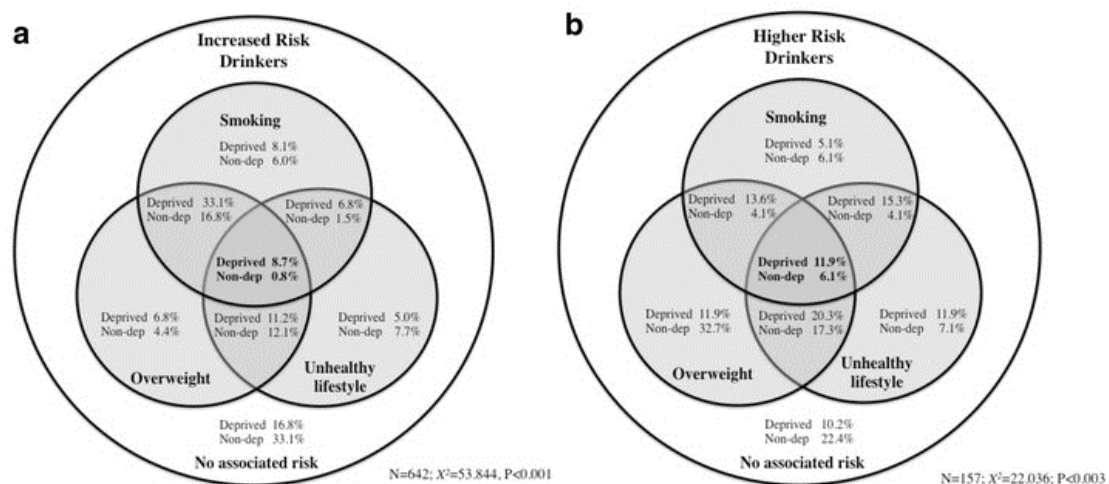 a
Increased Risk
Drinkers
Smoking
Deprived 8.1%
Non-dep 6.0%
Deprived 33.1%
Non-dep 16.8%
Deprived 6.8%
Non-dep 1.5%
Deprived 8.7%
Non-dep 0.8%
Deprived 6.8%
Non-dep 4.4%
Deprived 11.2%
Non-dep 12.1%
Deprived 5.0%
Non-dep 7.7%
Overweight
Unhealthy
lifestyle
Deprived 16.8%
Non-dep 33.1%
No associated risk
N=642; X²=53.844, P<0.001
b
Higher Risk
Drinkers
Smoking
Deprived 5.1%
Non-dep 6.1%
Deprived 13.6%
Non-dep 4.1%
Deprived 15.3%
Non-dep 4.1%
Deprived 11.9%
Non-dep 6.1%
Deprived 11.9%
Non-dep 32.7%
Deprived 20.3%
Non-dep 17.3%
Deprived 11.9%
Non-dep 7.1%
Overweight
Unhealthy
lifestyle
Deprived 10.2%
Non-dep 22.4%
No associated risk
N=157; X²=22.036; P<0.003